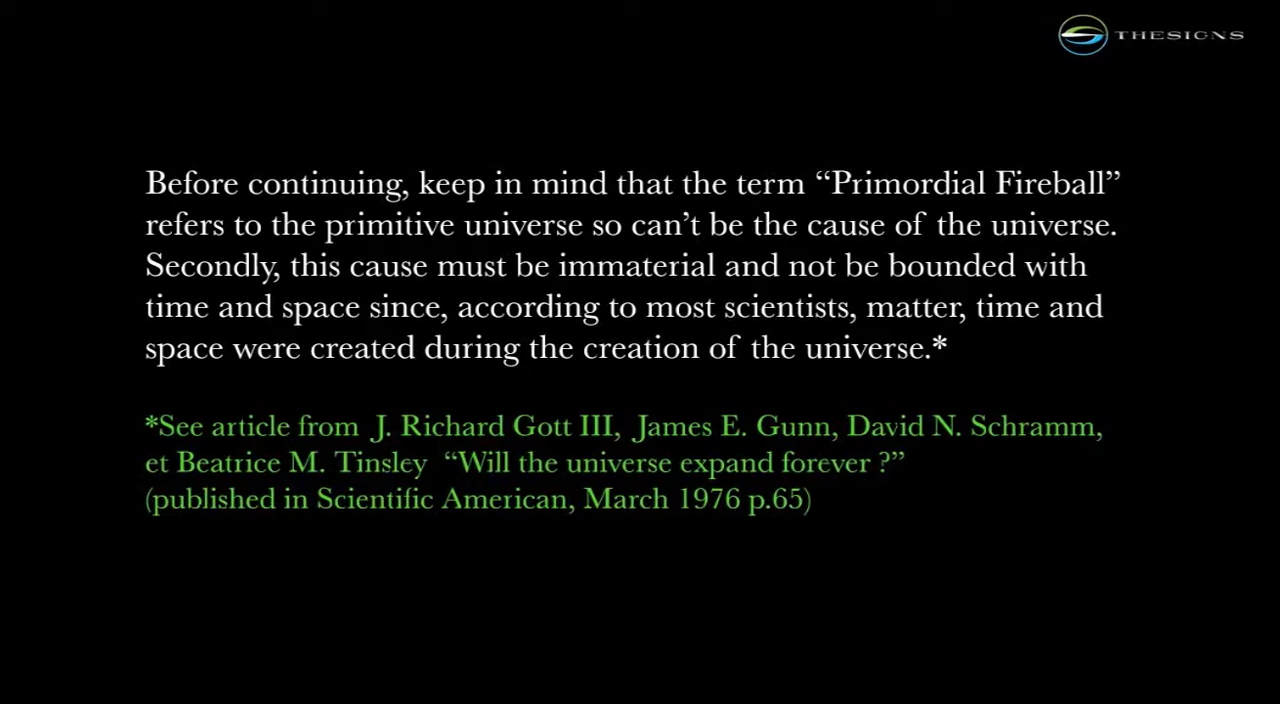 THESIGNS
Before continuing, keep in mind that the term “Primordial Fireball”
refers to the primitive universe so can’t be the cause of the universe.
Secondly, this cause must be immaterial and not be bounded with
time and space since, according to most scientists, matter, time and
space were created during the creation of the universe.*
*See article from J. Richard Gott III, James E. Gunn, David N. Schramm,
et Beatrice M. Tinsley “Will the universe expand forever ?”
(published in Scientific American, March 1976 p.65)